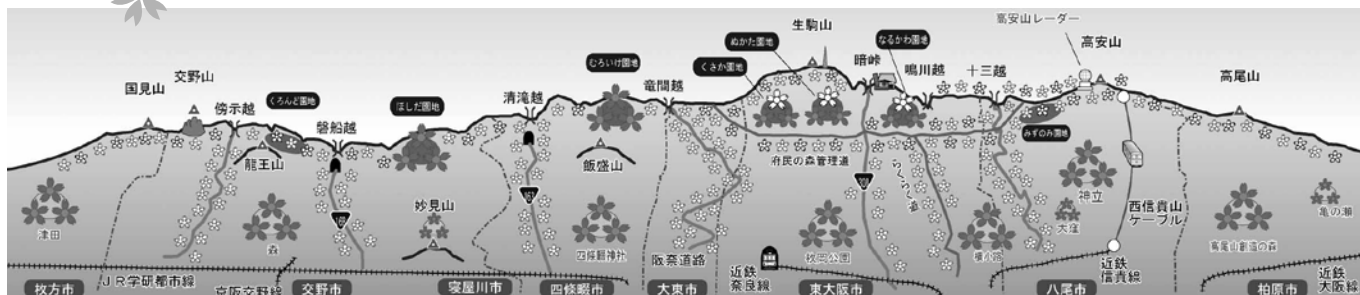 国見山
交野山
傍示越
くろんど園地
龍王山
磐船越
ほしだ園地
清滝越
むろいけ園地
竜間越
くさか園地
ぬかた園地
生駒山
暗峠
なるかわ園地
鳴川越
十三越
高安山レーダー
高安山
みずのみ園地
高尾山
津田
森
168
妙見山
163
飯盛山
四條畷神社
阪奈道路
府民の森管理道
枚岡公園
308
らくらく道
横小路
神立
大窪
西信貴山
ケーブル
高尾山創造の森
亀の瀬
JR学研都市線
京阪交野線
近鉄
奈良線
近鉄
信貴線
近鉄
大阪線
枚方市
交野市
寝屋川市
四條畷市
大東市
東大阪市
八尾市
柏原市